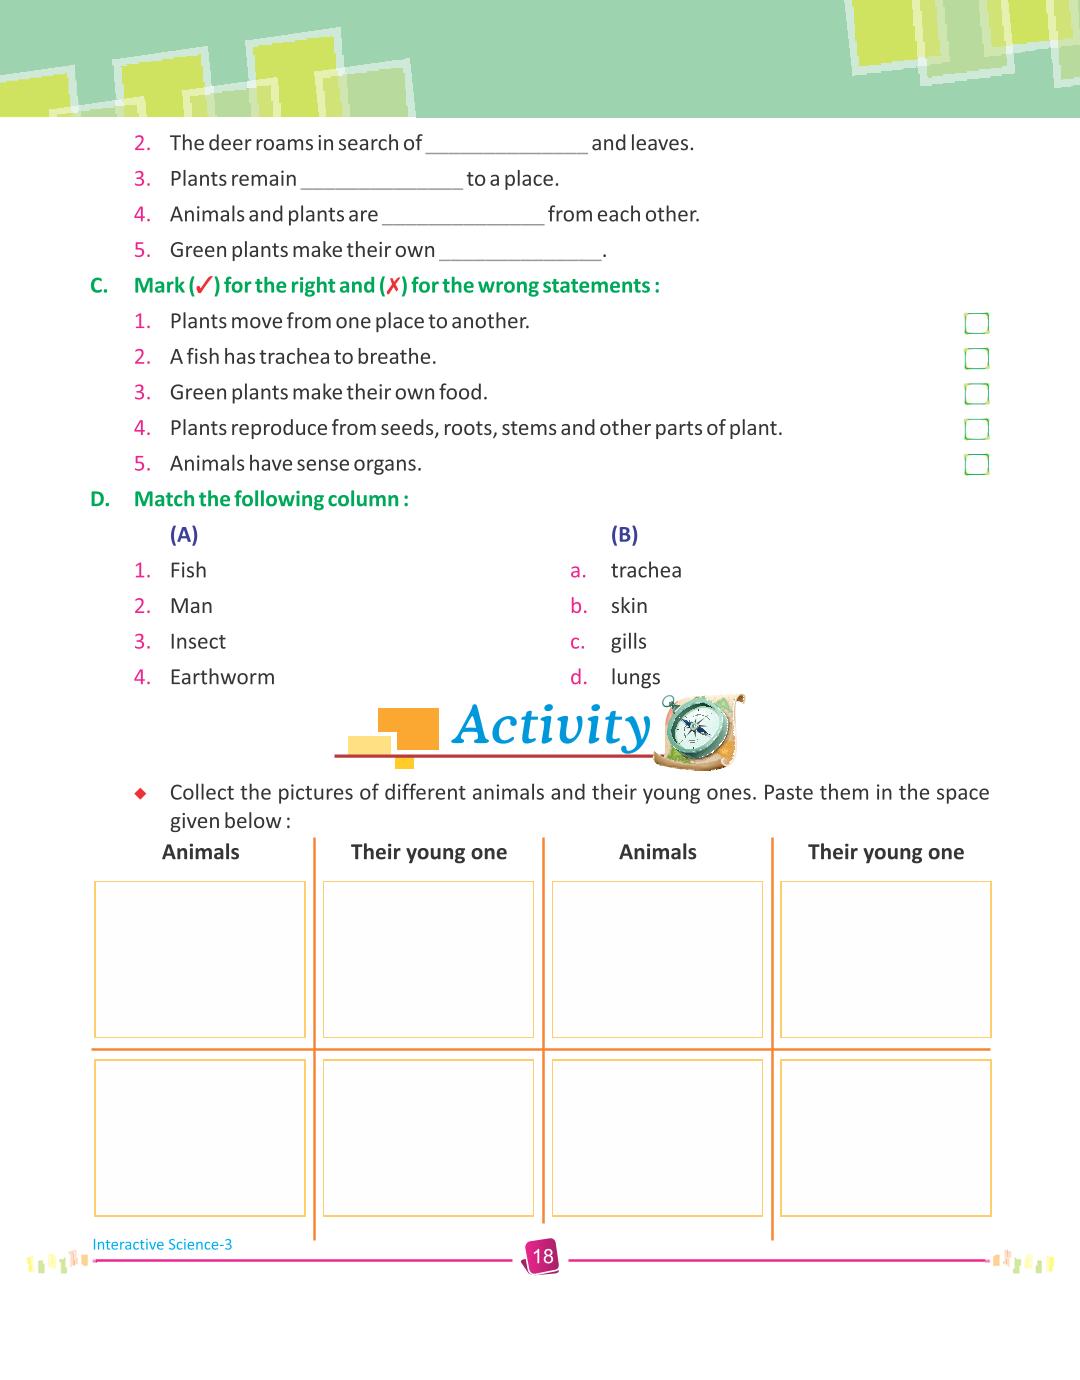 2. The deer roams in search of ______________ and leaves.
3. Plants remain ______________ to a place.
4. Animals and plants are ______________ from each other.
5. Green plants make their own ______________.
C. Mark (✓) for the right and (✗) for the wrong statements :
1. Plants move from one place to another.
2. A fish has trachea to breathe.
3. Green plants make their own food.
4. Plants reproduce from seeds, roots, stems and other parts of plant.
5. Animals have sense organs.
D. Match the following column :
(A) (B)
1. Fish a. trachea
2. Man b. skin
3. Insect c. gills
4. Earthworm d. lungs
Activity
◆ Collect the pictures of different animals and their young ones. Paste them in the space
given below :
Animals Their young one Animals Their young one
Interactive Science-3
18